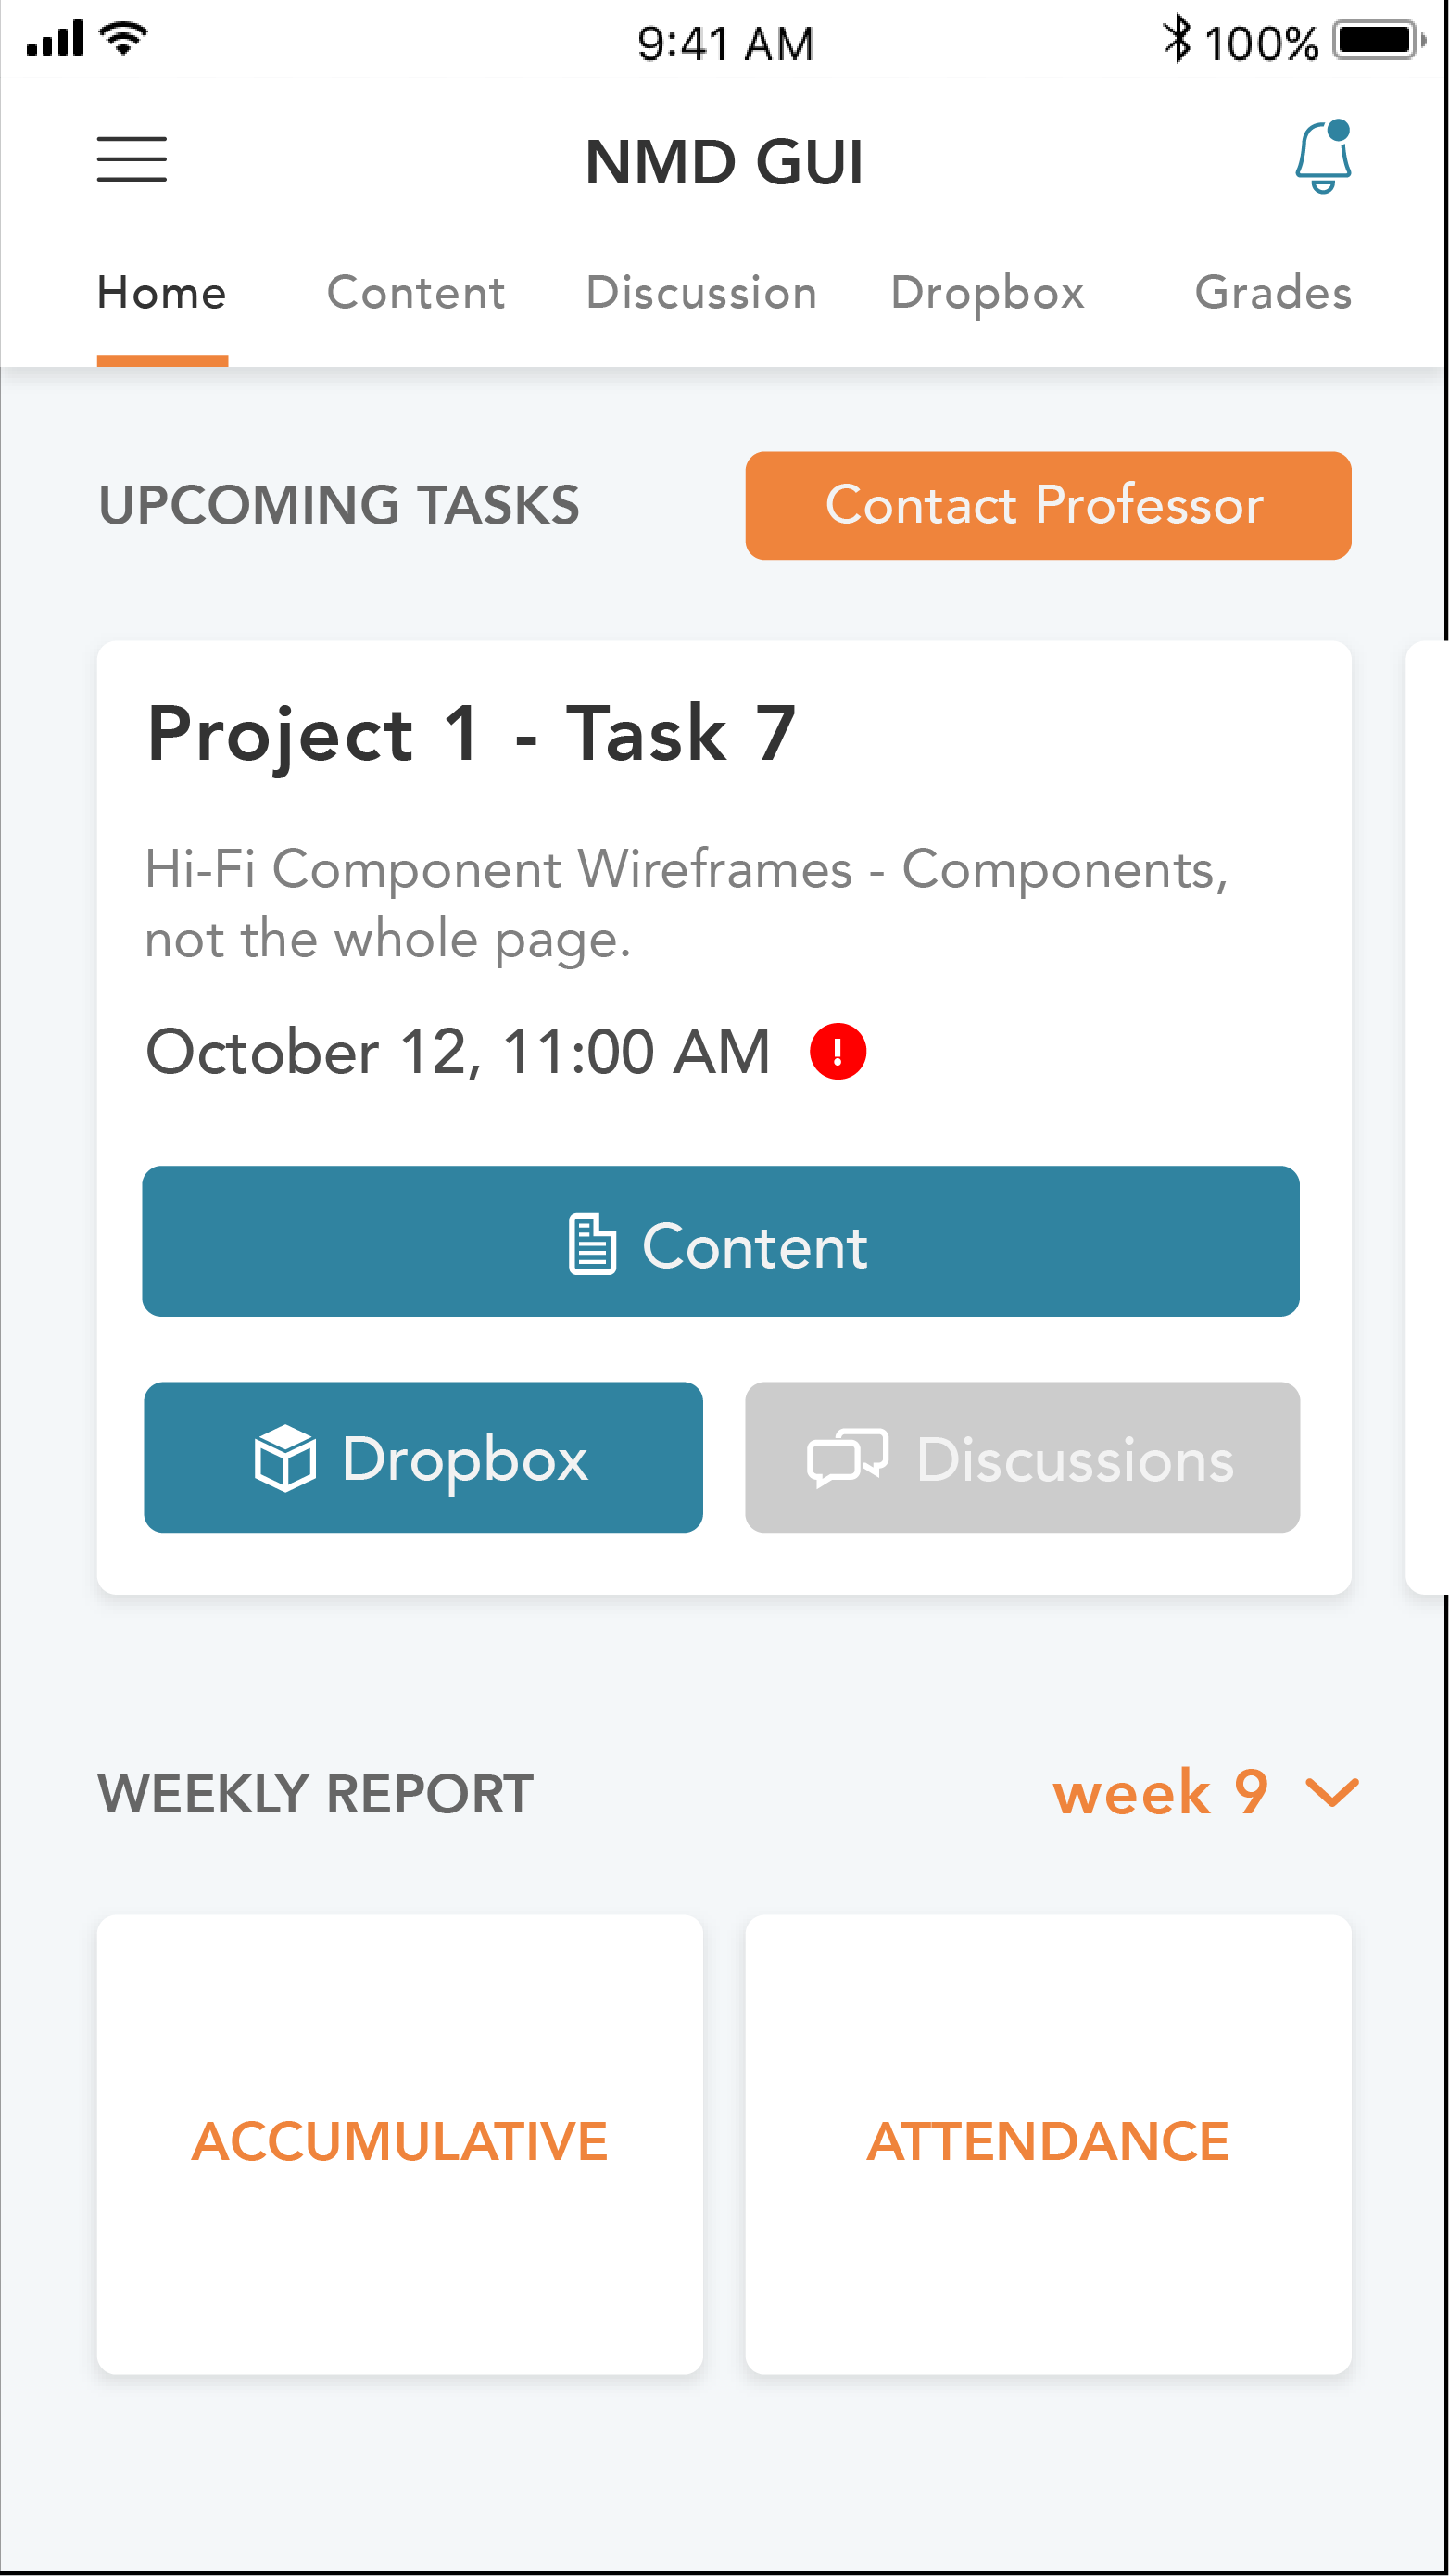 9:41 AM 100%
NMD GUI
Home Content Discussion Dropbox Grades
UPCOMING TASKS Contact Professor
Project 1 - Task 7
Hi-Fi Component Wireframes - Components,
not the whole page.
October 12, 11:00 AM !
Content
Dropbox Discussions
WEEKLY REPORT week 9
ACCUMULATIVE ATTENDANCE